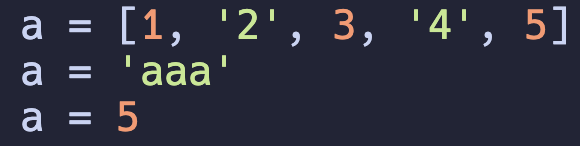 a = [1, '2', 3, '4', 5]
a = 'aaa'
a = 5